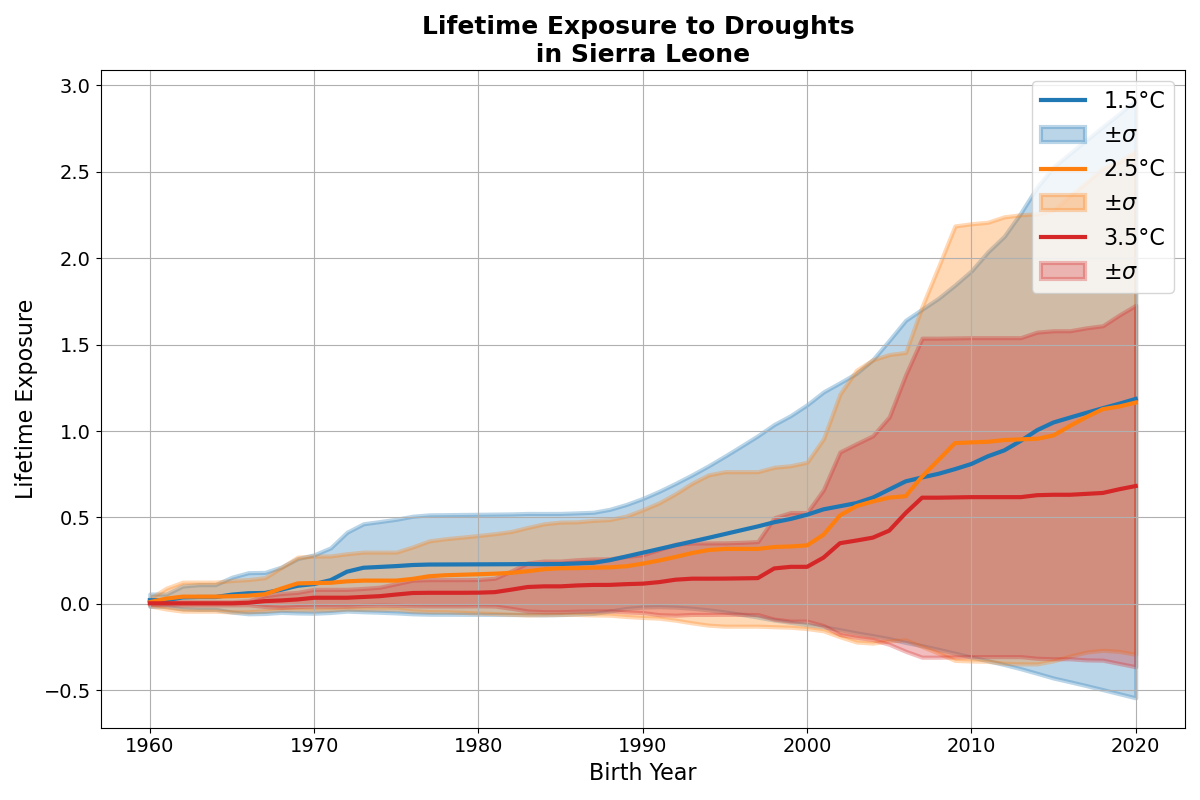 Lifetime Exposure to Droughts
in Sierra Leone
Lifetime Exposure
3.0
2.5
2.0
1.5
1.0
0.5
0.0
−0.5
1.5°C
±σ
2.5°C
±σ
3.5°C
±σ
1960 1970 1980 1990 2000 2010 2020
Birth Year